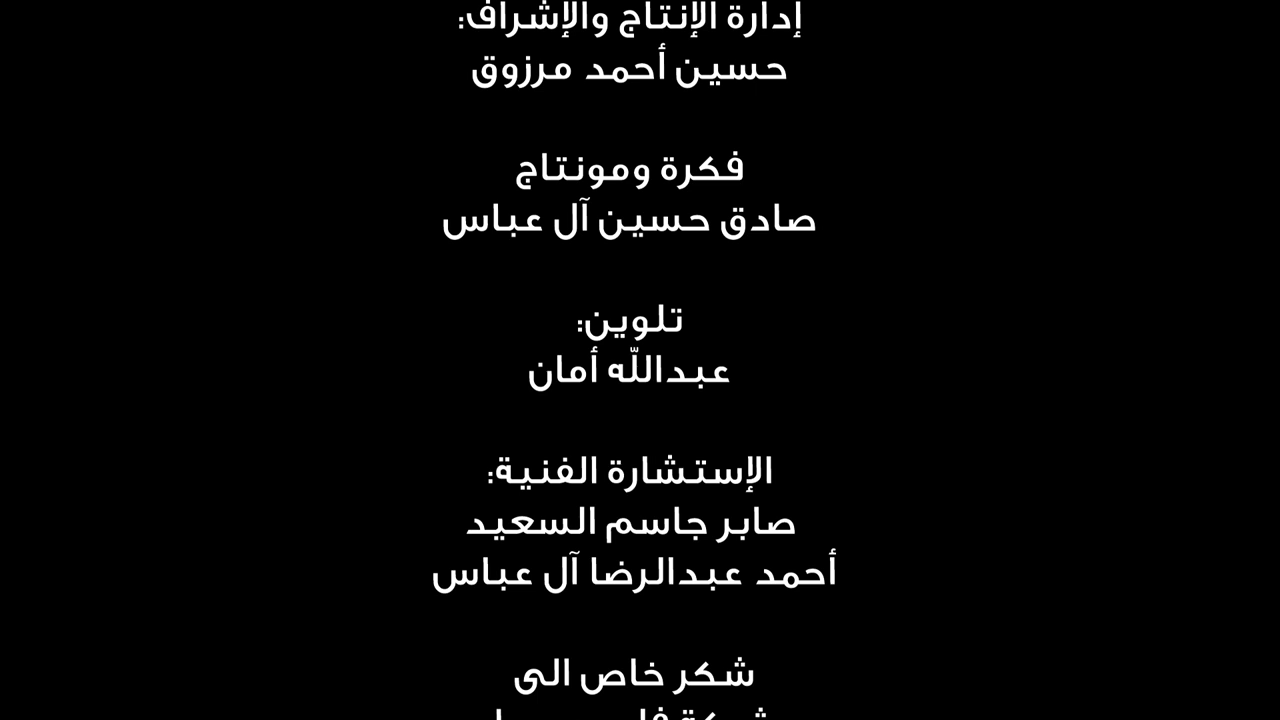 إدارة الإنتاج والإشراف:
حسين أحمد مرزوق
فكرة ومونتاج
صادق حسين آل عباس
تلوين:
عبدالله أمان
الإستشارة الفنية:
صابر جاسم السعيد
أحمد عبدالرضا آل عباس
شكر خاص الى